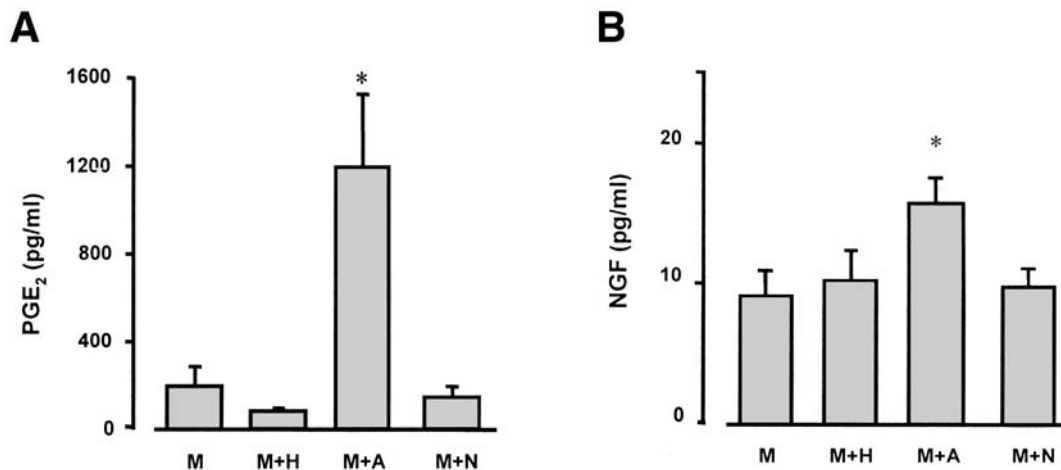 A
PGE₂ (pg/ml)
1600
1200
800
400
0
*
M M+H M+A M+N
B
NGF (pg/ml)
20
10
0
*
M M+H M+A M+N